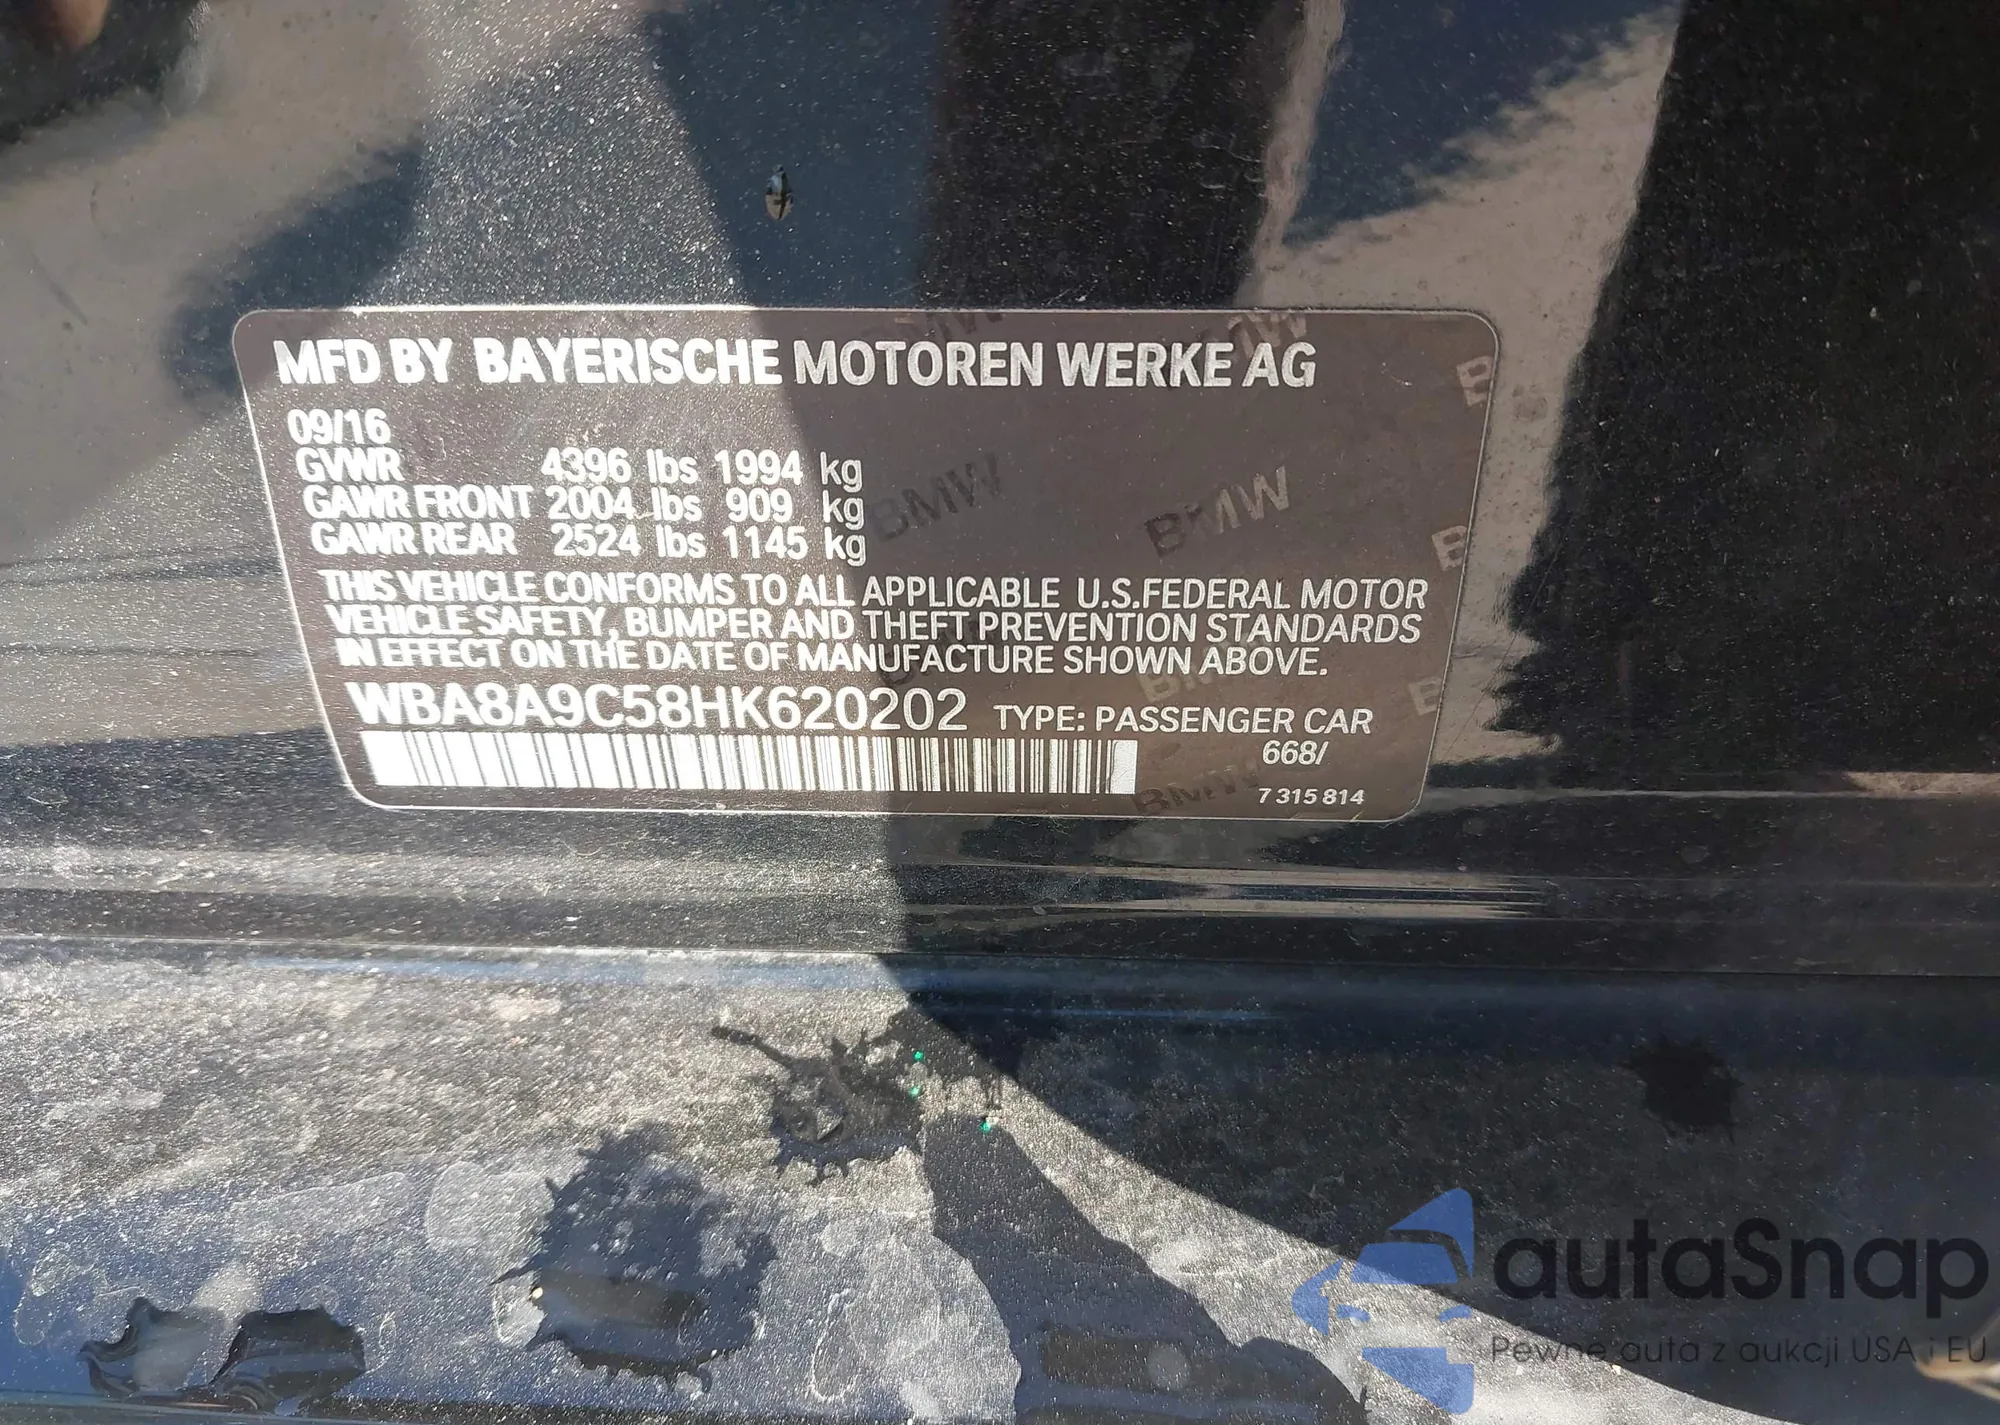 MFD BY BAYERISCHE MOTOREN WERKE AG
09/16
GVWR 4396 lbs 1994 kg
GAWR FRONT 2004 lbs 909 kg
GAWR REAR 2524 lbs 1145 kg
THIS VEHICLE CONFORMS TO ALL APPLICABLE U.S.FEDERAL MOTOR
VEHICLE SAFETY, BUMPER AND THEFT PREVENTION STANDARDS
IN EFFECT ON THE DATE OF MANUFACTURE SHOWN ABOVE.
WBA8A9C58HK620202 TYPE: PASSENGER CAR
668/
7 315 814
BMW
BMW
BMW
BMW
BMW
autaSnap
Pewne auta z aukcji USA i EU